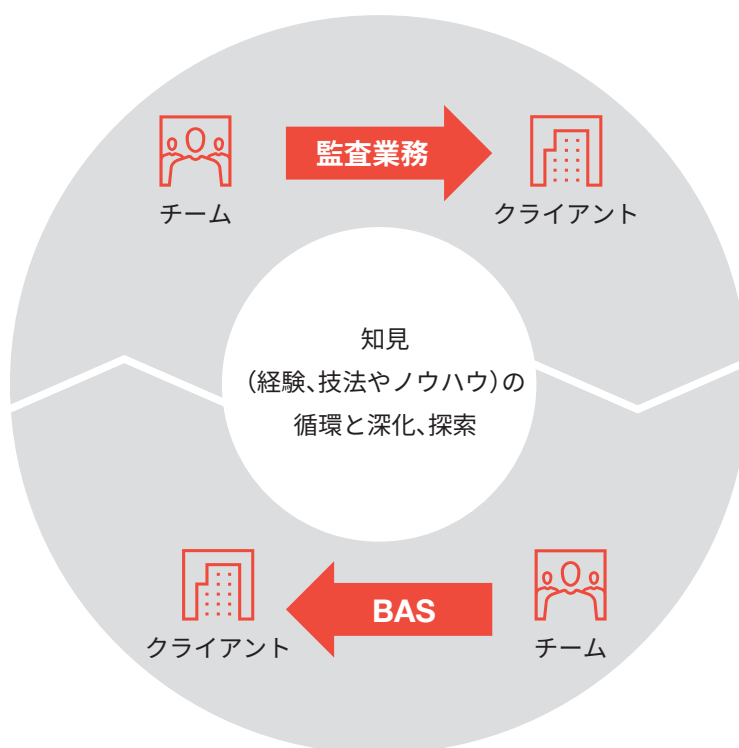 監査業務
チーム
クライアント
知見
（経験、技法やノウハウ）の
循環と深化、探索
BAS
クライアント
チーム